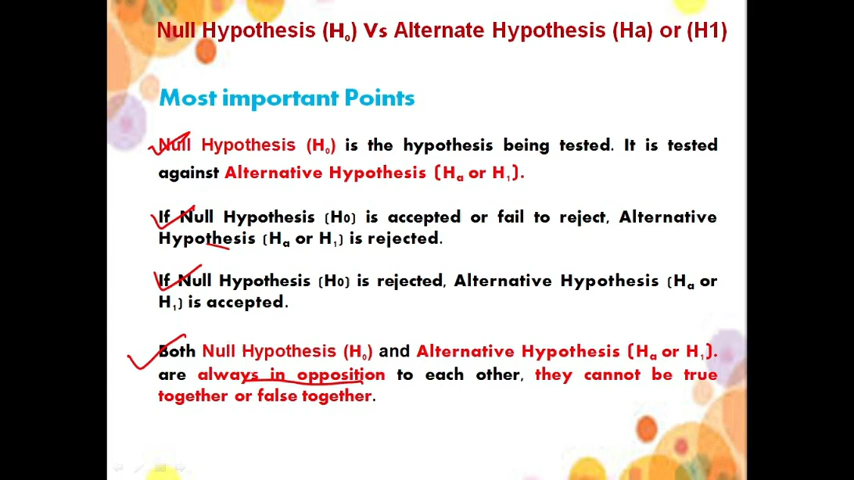 Null Hypothesis (H₀) Vs Alternate Hypothesis (Ha) or (H1)
Most important Points
Null Hypothesis (H₀) is the hypothesis being tested. It is tested
against Alternative Hypothesis (Hₐ or H₁).
If Null Hypothesis (H0) is accepted or fail to reject, Alternative
Hypothesis (Hₐ or H₁) is rejected.
If Null Hypothesis (H0) is rejected, Alternative Hypothesis (Hₐ or
H₁) is accepted.
Both Null Hypothesis (H₀) and Alternative Hypothesis (Hₐ or H₁).
are always in opposition to each other, they cannot be true
together or false together.